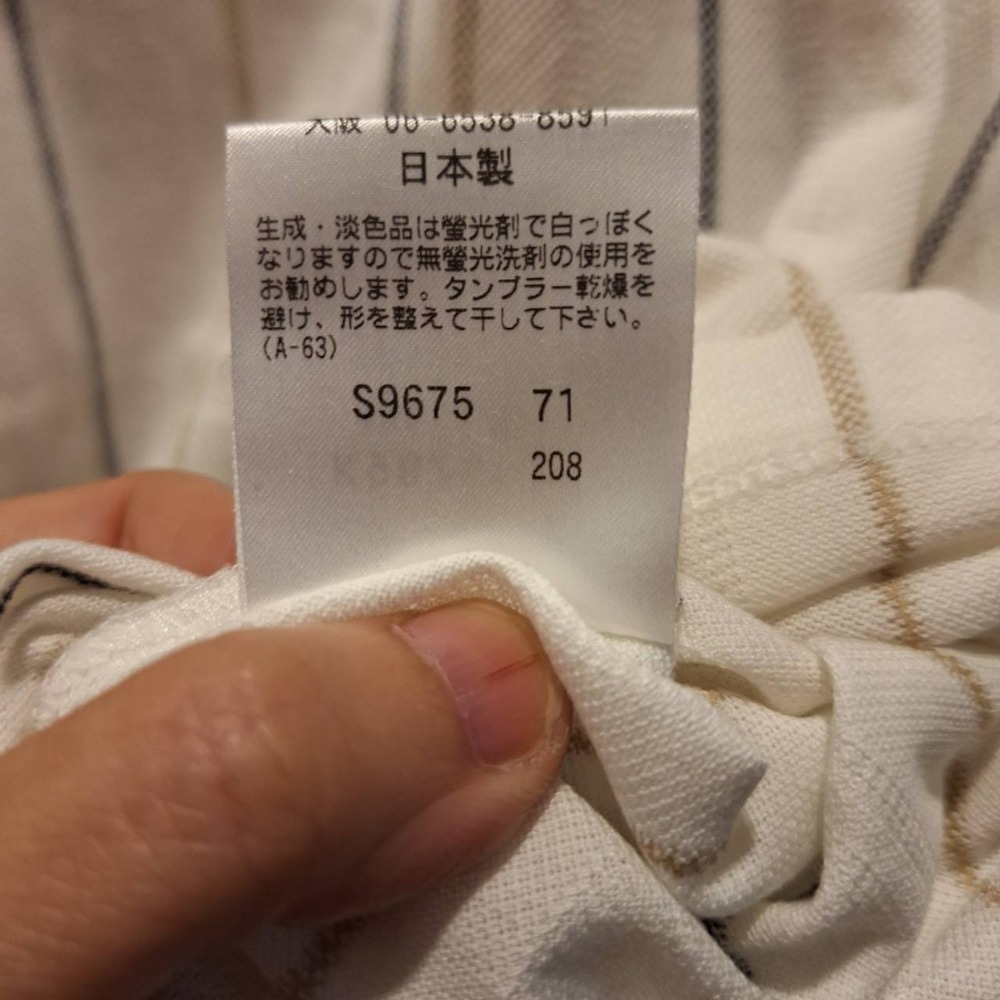 大阪 06-6538-8591
日本製
生成・淡色品は螢光剤で白っぽく
なりますので無螢光洗剤の使用を
お勧めします。タンブラー乾燥を
避け、形を整えて干して下さい。
(A-63)
S9675 71
208